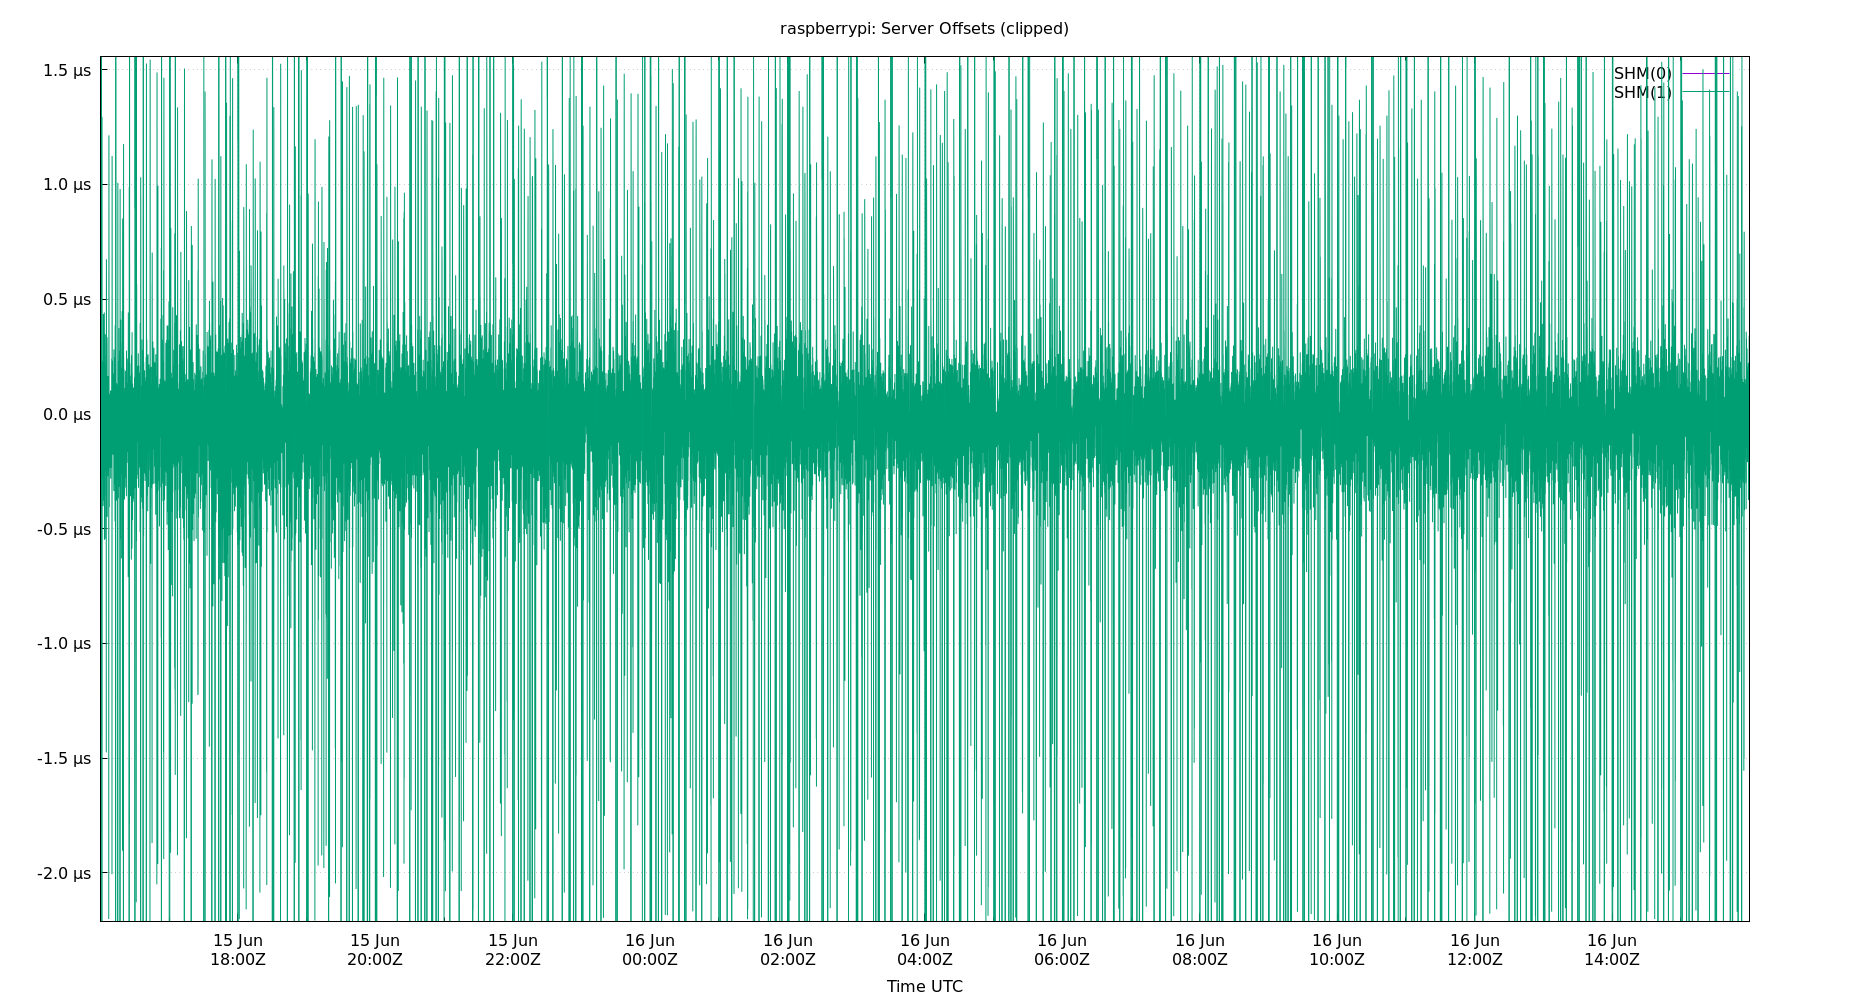 raspberrypi: Server Offsets (clipped)
SHM(0)
SHM(1)
1.5 µs
1.0 µs
0.5 µs
0.0 µs
-0.5 µs
-1.0 µs
-1.5 µs
-2.0 µs
15 Jun 15 Jun 15 Jun 16 Jun 16 Jun 16 Jun 16 Jun 16 Jun 16 Jun 16 Jun 16 Jun
18:00Z 20:00Z 22:00Z 00:00Z 02:00Z 04:00Z 06:00Z 08:00Z 10:00Z 12:00Z 14:00Z
Time UTC